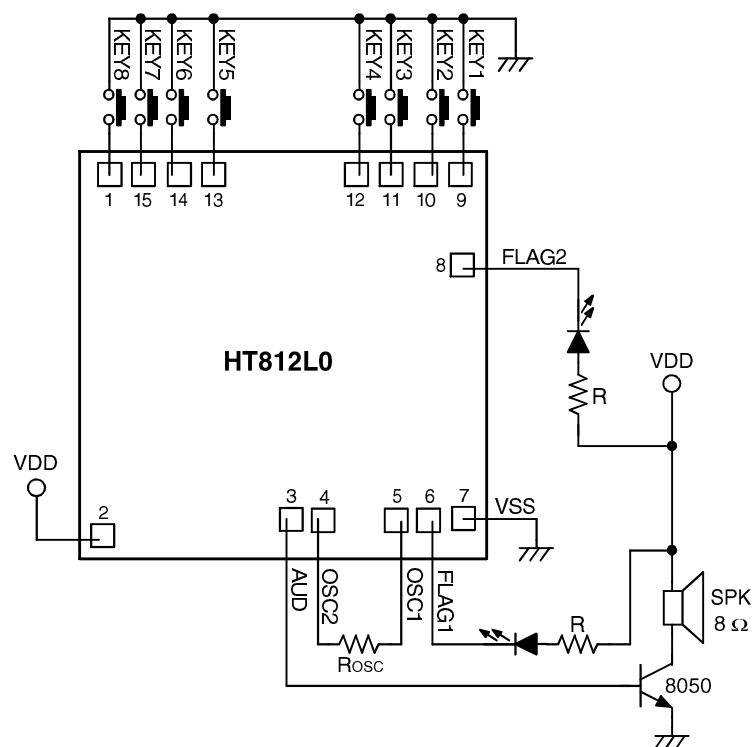 KEY8
KEY7
KEY6
KEY5
KEY4
KEY3
KEY2
KEY1
1
15
14
13
12
11
10
9
8
FLAG2
HT812L0
R
VDD
VDD
2
3
4
5
6
7
VSS
AUD
OSC2
OSC1
FLAG1
ROSC
R
SPK
8 Ω
8050